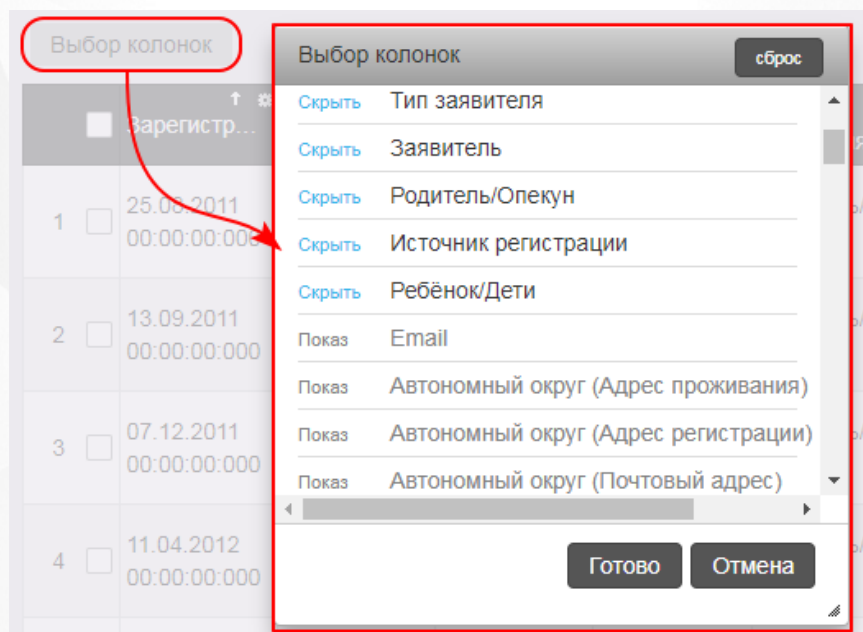 Выбор колонок
Зарегистр...
1
25.08.2011
00:00:00:000
2
13.09.2011
00:00:00:000
3
07.12.2011
00:00:00:000
4
11.04.2012
00:00:00:000
Выбор колонок
сброс
Скрыть Тип заявителя
Скрыть Заявитель
Скрыть Родитель/Опекун
Скрыть Источник регистрации
Скрыть Ребёнок/Дети
Показ Email
Показ Автономный округ (Адрес проживания)
Показ Автономный округ (Адрес регистрации)
Показ Автономный округ (Почтовый адрес)
Готово Отмена